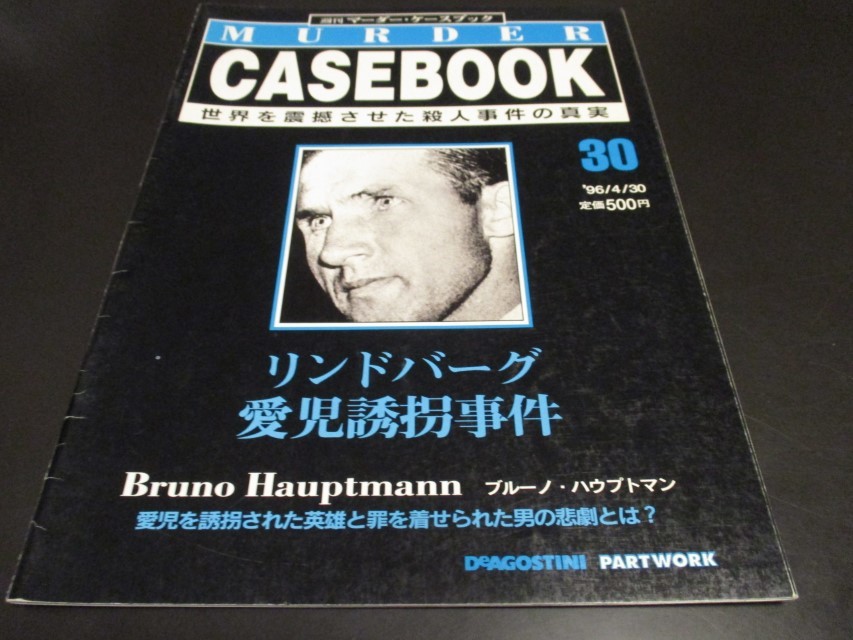 週刊 マーダー・ケースブック
MURDER
CASEBOOK
世界を震撼させた殺人事件の真実
30
'96/4/30
定価500円
リンドバーグ
愛児誘拐事件
Bruno Hauptmann ブルーノ・ハウプトマン
愛児を誘拐された英雄と罪を着せられた男の悲劇とは？
DeAGOSTINI PARTWORK